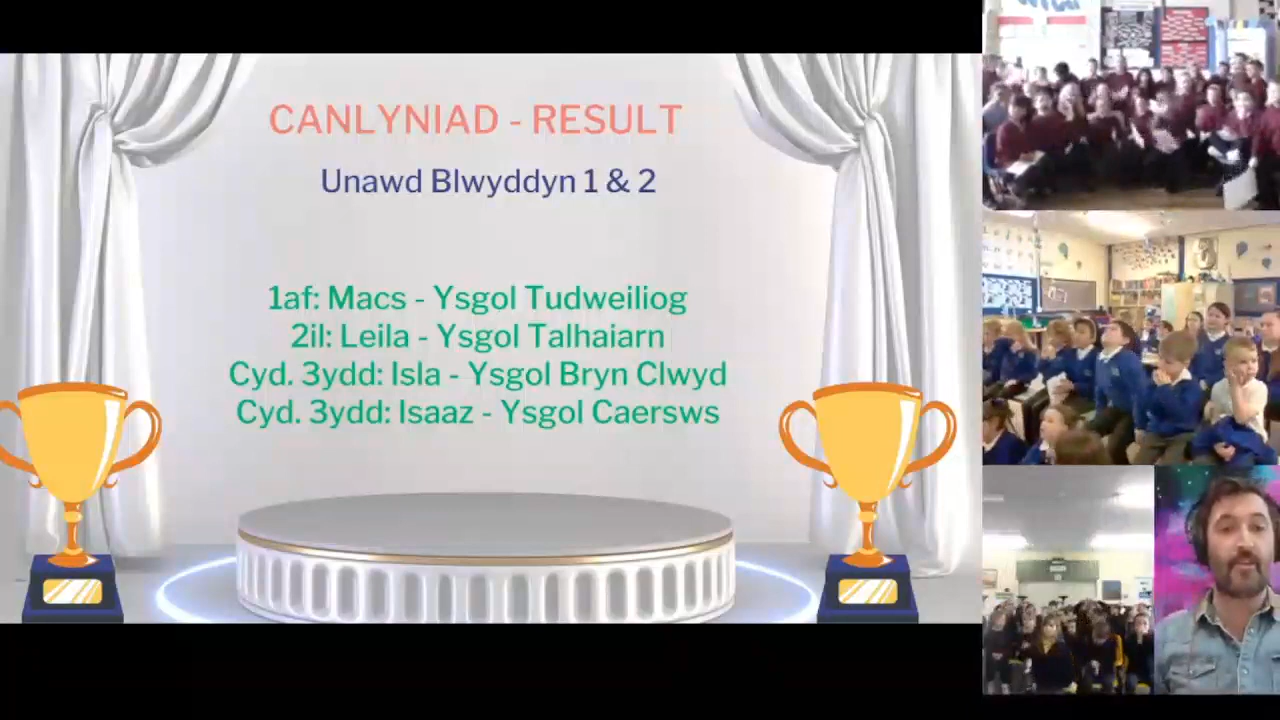 CANLYNIAD - RESULT
Unawd Blwyddyn 1 & 2
1af: Macs - Ysgol Tudweiliog
2il: Leila - Ysgol Talhaiarn
Cyd. 3ydd: Isla - Ysgol Bryn Clwyd
Cyd. 3ydd: Isaaz - Ysgol Caersws